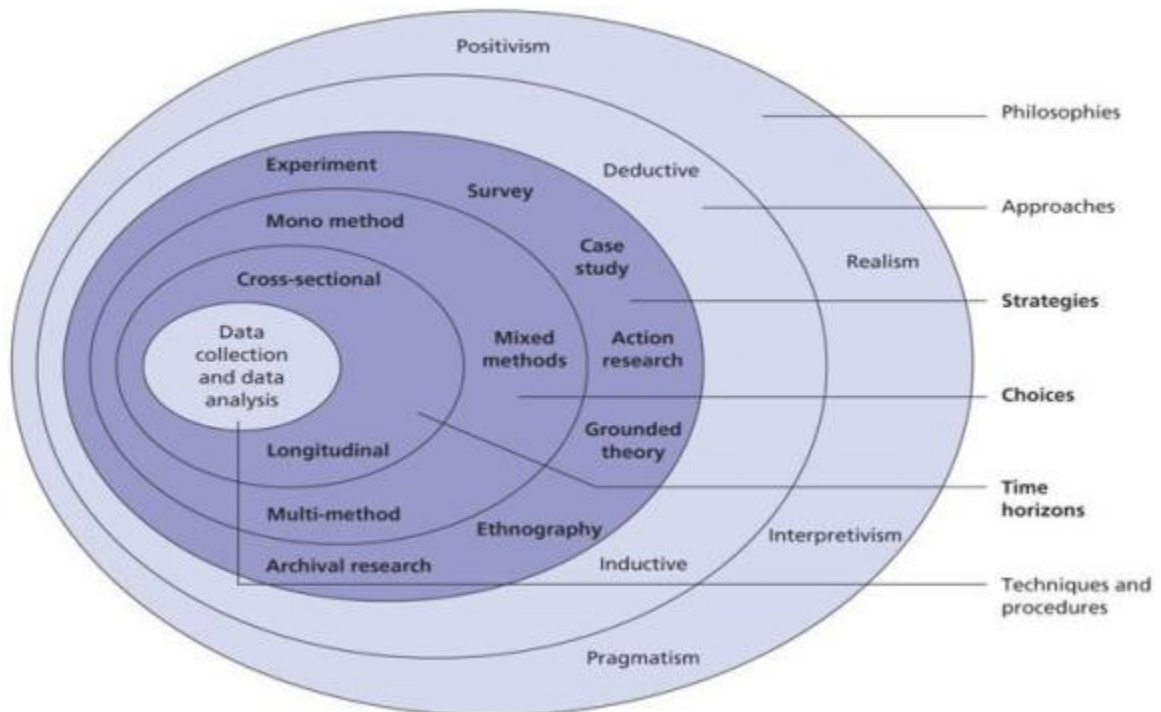 Positivism
Philosophies
Experiment
Deductive
Survey
Approaches
Mono method
Case
study
Realism
Cross-sectional
Strategies
Data
collection
and data
analysis
Mixed
methods
Action
research
Choices
Grounded
theory
Longitudinal
Time
horizons
Multi-method
Ethnography
Interpretivism
Archival research
Inductive
Techniques and
procedures
Pragmatism